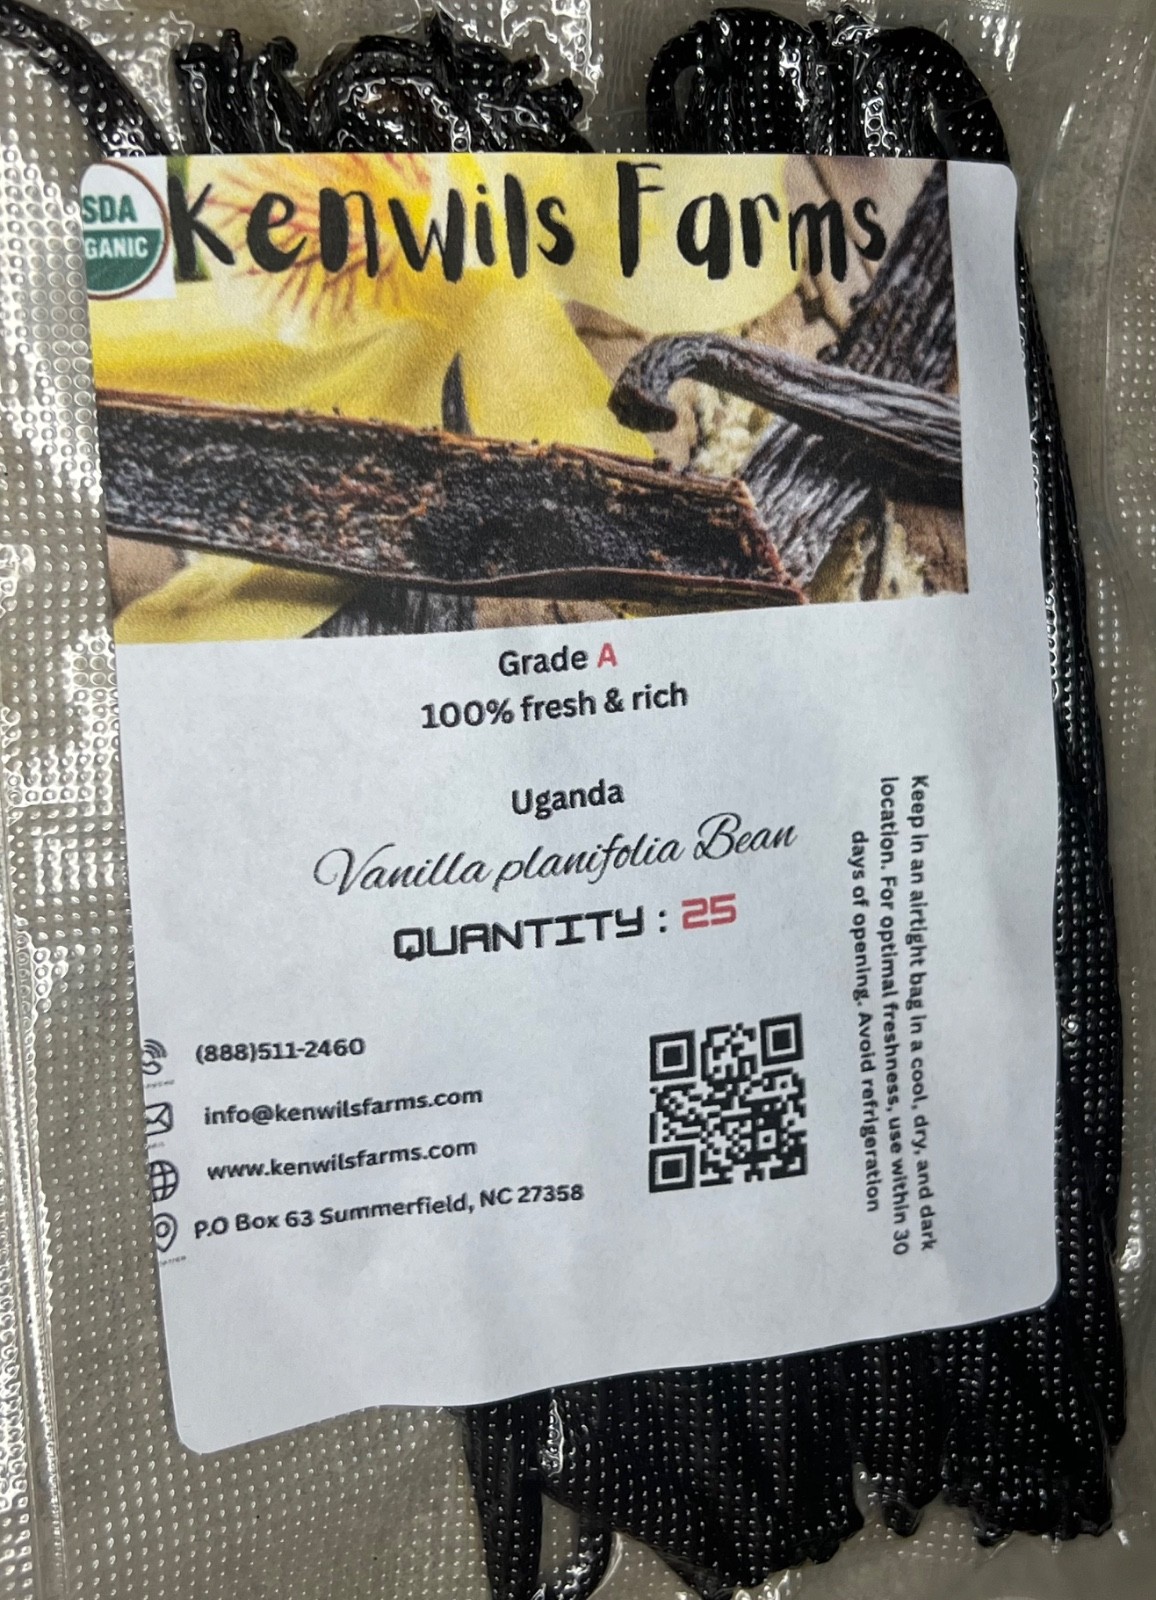 SDA
GANIC
Kenwils Farms
Grade A
100% fresh & rich
Uganda
Vanilla planifolia Bean
QUANTITY : 25
(888)511-2460
info@kenwilsfarms.com
www.kenwilsfarms.com
P.O Box 63 Summerfield, NC 27358
Keep in an airtight bag in a cool, dry, and dark
location. For optimal freshness, use within 30
days of opening. Avoid refrigeration